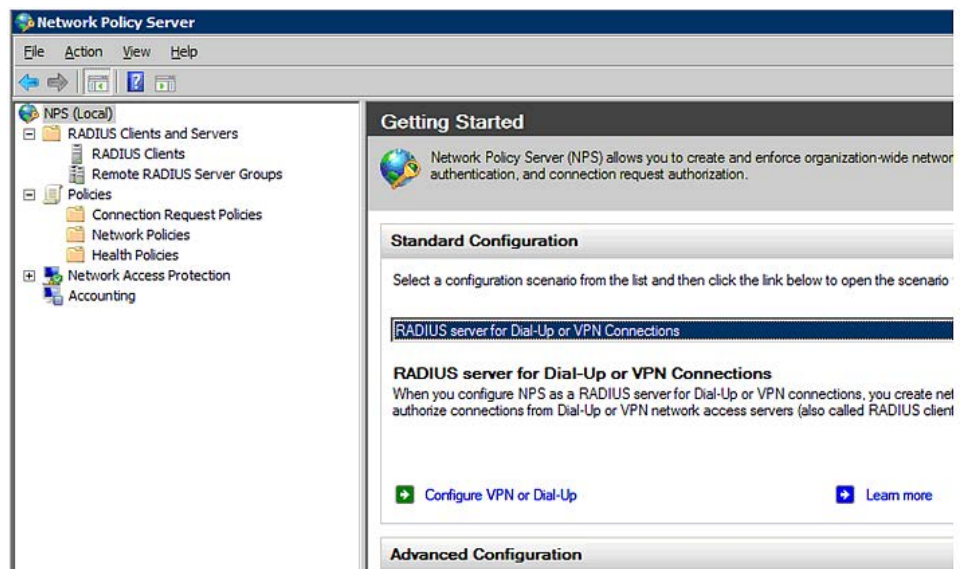 Network Policy Server
File Action View Help
NPS (Local)
RADIUS Clients and Servers
RADIUS Clients
Remote RADIUS Server Groups
Policies
Connection Request Policies
Network Policies
Health Policies
Network Access Protection
Accounting
Getting Started
Network Policy Server (NPS) allows you to create and enforce organization-wide networ
authentication, and connection request authorization.
Standard Configuration
Select a configuration scenario from the list and then click the link below to open the scenario
RADIUS server for Dial-Up or VPN Connections
RADIUS server for Dial-Up or VPN Connections
When you configure NPS as a RADIUS server for Dial-Up or VPN connections, you create net
authorize connections from Dial-Up or VPN network access servers (also called RADIUS client
Configure VPN or Dial-Up Learn more
Advanced Configuration